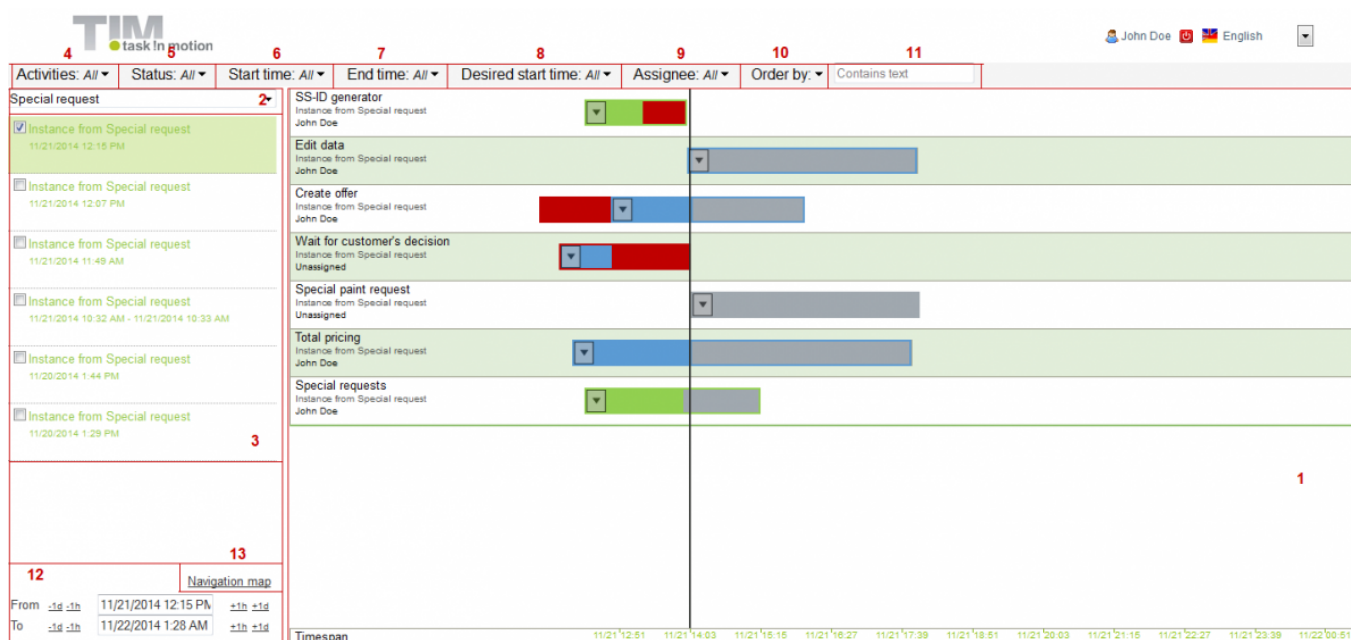 TIM
task!n motion
John Doe English
4 5 6 7 8 9 10 11
Activities: All Status: All Start time: All End time: All Desired start time: All Assignee: All Order by: Contains text
Special request 2
Instance from Special request
11/21/2014 12:15 PM
Instance from Special request
11/21/2014 12:07 PM
Instance from Special request
11/21/2014 11:49 AM
Instance from Special request
11/21/2014 10:32 AM - 11/21/2014 10:33 AM
Instance from Special request
11/20/2014 1:44 PM
Instance from Special request
11/20/2014 1:29 PM
3
SS-ID generator
Instance from Special request
John Doe
Edit data
Instance from Special request
John Doe
Create offer
Instance from Special request
John Doe
Wait for customer's decision
Instance from Special request
Unassigned
Special paint request
Instance from Special request
Unassigned
Total pricing
Instance from Special request
John Doe
Special requests
Instance from Special request
John Doe
1
13
12
Navigation map
From -1d -1h 11/21/2014 12:15 PM +1h +1d
To -1d -1h 11/22/2014 1:28 AM +1h +1d
Timespan 11/21 12:51 11/21 14:03 11/21 15:15 11/21 16:27 11/21 17:39 11/21 18:51 11/21 20:03 11/21 21:15 11/21 22:27 11/21 23:39 11/22 00:51